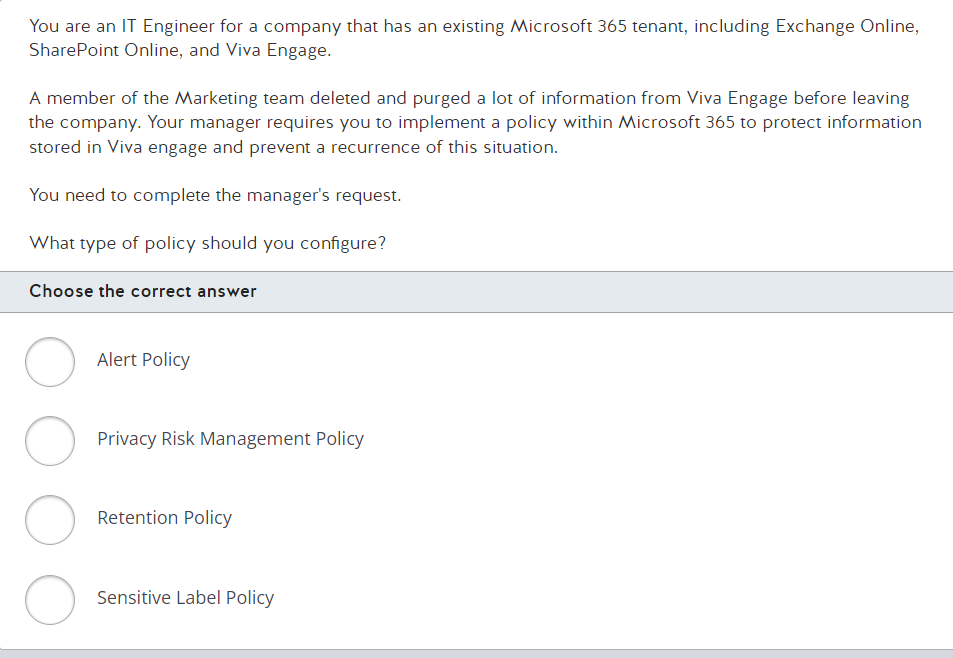 You are an IT Engineer for a company that has an existing Microsoft 365 tenant, including Exchange Online,
SharePoint Online, and Viva Engage.
A member of the Marketing team deleted and purged a lot of information from Viva Engage before leaving
the company. Your manager requires you to implement a policy within Microsoft 365 to protect information
stored in Viva engage and prevent a recurrence of this situation.
You need to complete the manager's request.
What type of policy should you configure?
Choose the correct answer
Alert Policy
Privacy Risk Management Policy
Retention Policy
Sensitive Label Policy